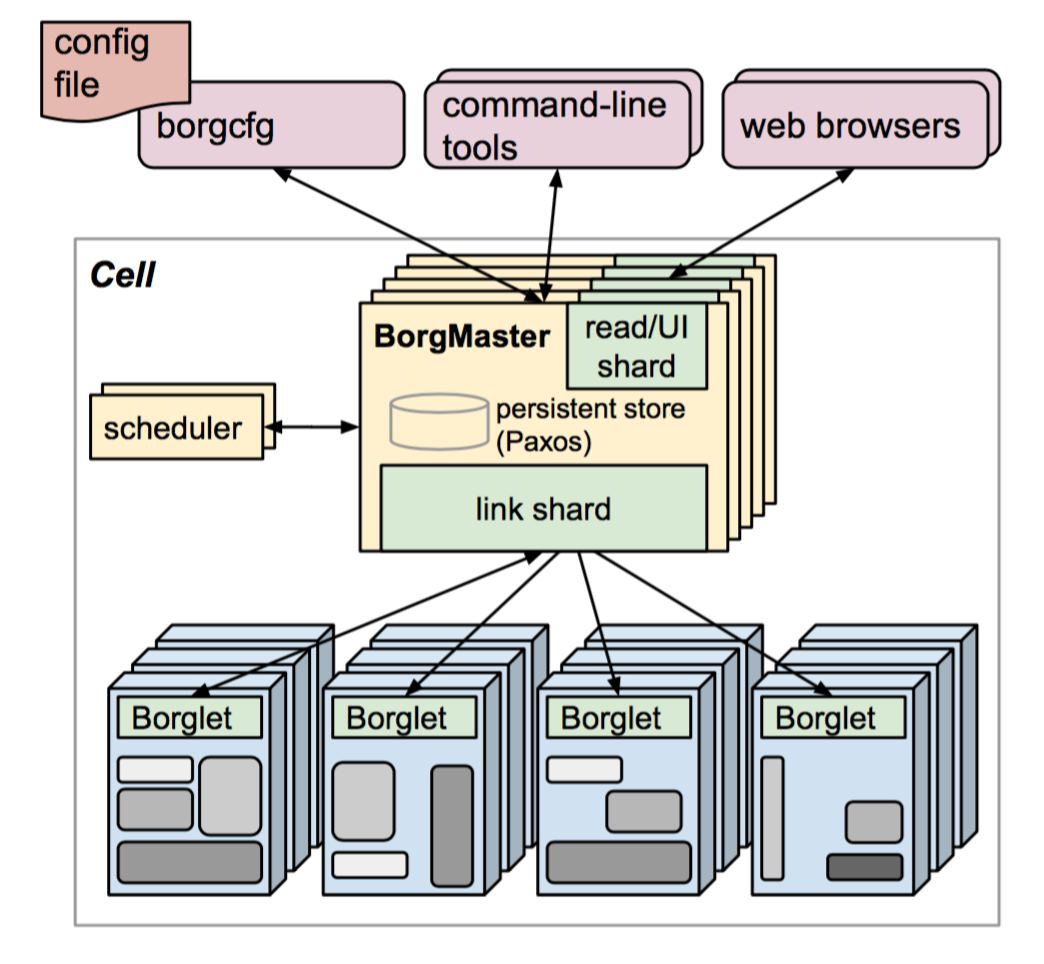 config
file
borgcfg
command-line
tools
web browsers
Cell
BorgMaster
read/UI
shard
scheduler
persistent store
(Paxos)
link shard
Borglet
Borglet
Borglet
Borglet